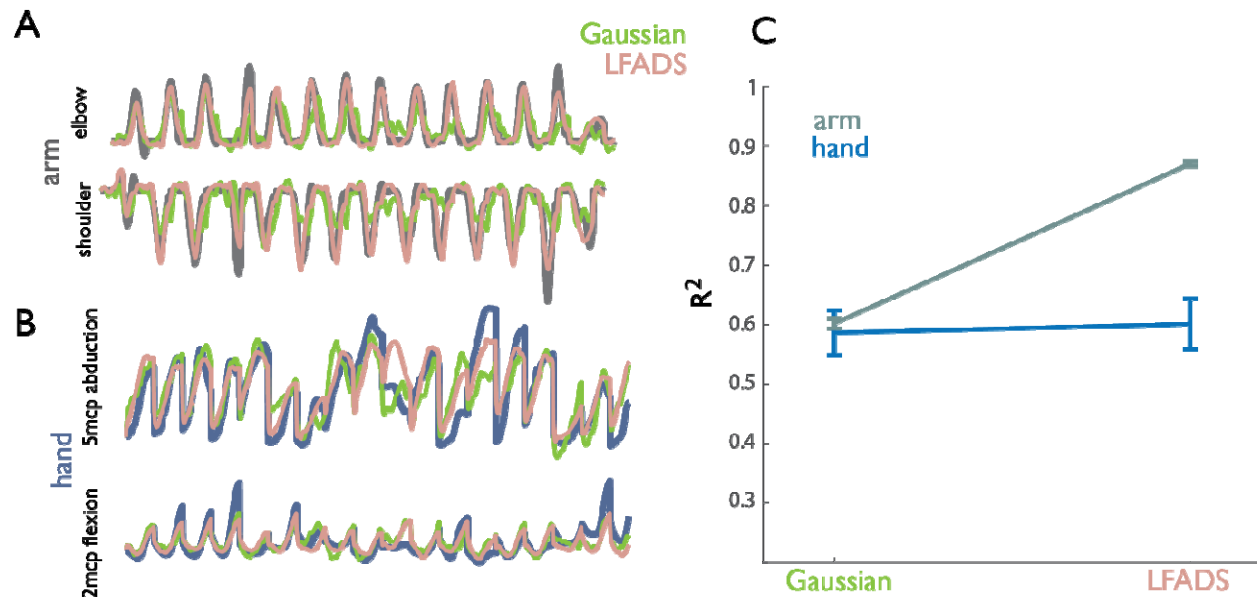 A
Gaussian
LFADS
arm
elbow
shoulder
B
hand
5mcp abduction
2mcp flexion
C
1
0.9
0.8
0.7
0.6
0.5
0.4
0.3
R²
arm
hand
Gaussian
LFADS